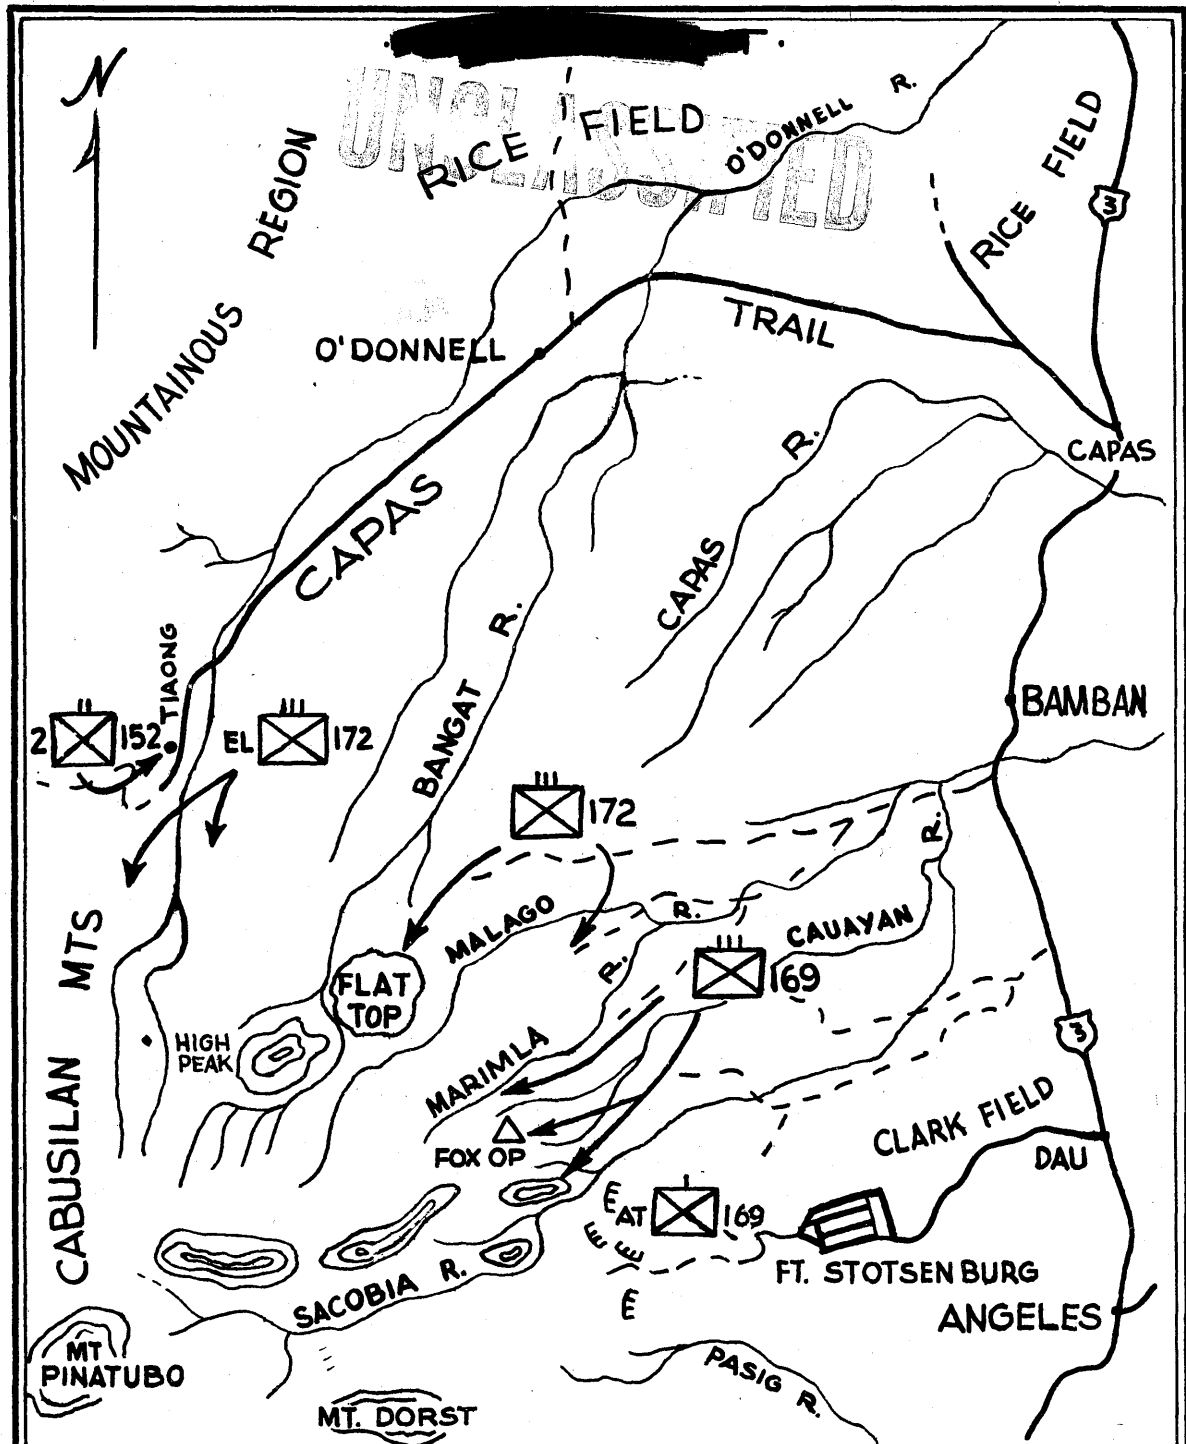 N
UNCLASSIFIED
RICE FIELD
O'DONNELL R.
RICE FIELD
3
MOUNTAINOUS REGION
O'DONNELL
CAPAS TRAIL
CAPAS
CAPAS R.
BANGAT R.
TIAONG
2 152
EL 172
BAMBAN
172
MALAGO R.
R.
CAUAYAN R.
169
FLAT
TOP
HIGH
PEAK
MARIMLA R.
3
CABUSILAN MTS
FOX OP
CLARK FIELD
DAU
E AT 169
E
E
E
FT. STOTSENBURG
SACOBIA R.
ANGELES
MT
PINATUBO
PASIG R.
MT. DORST